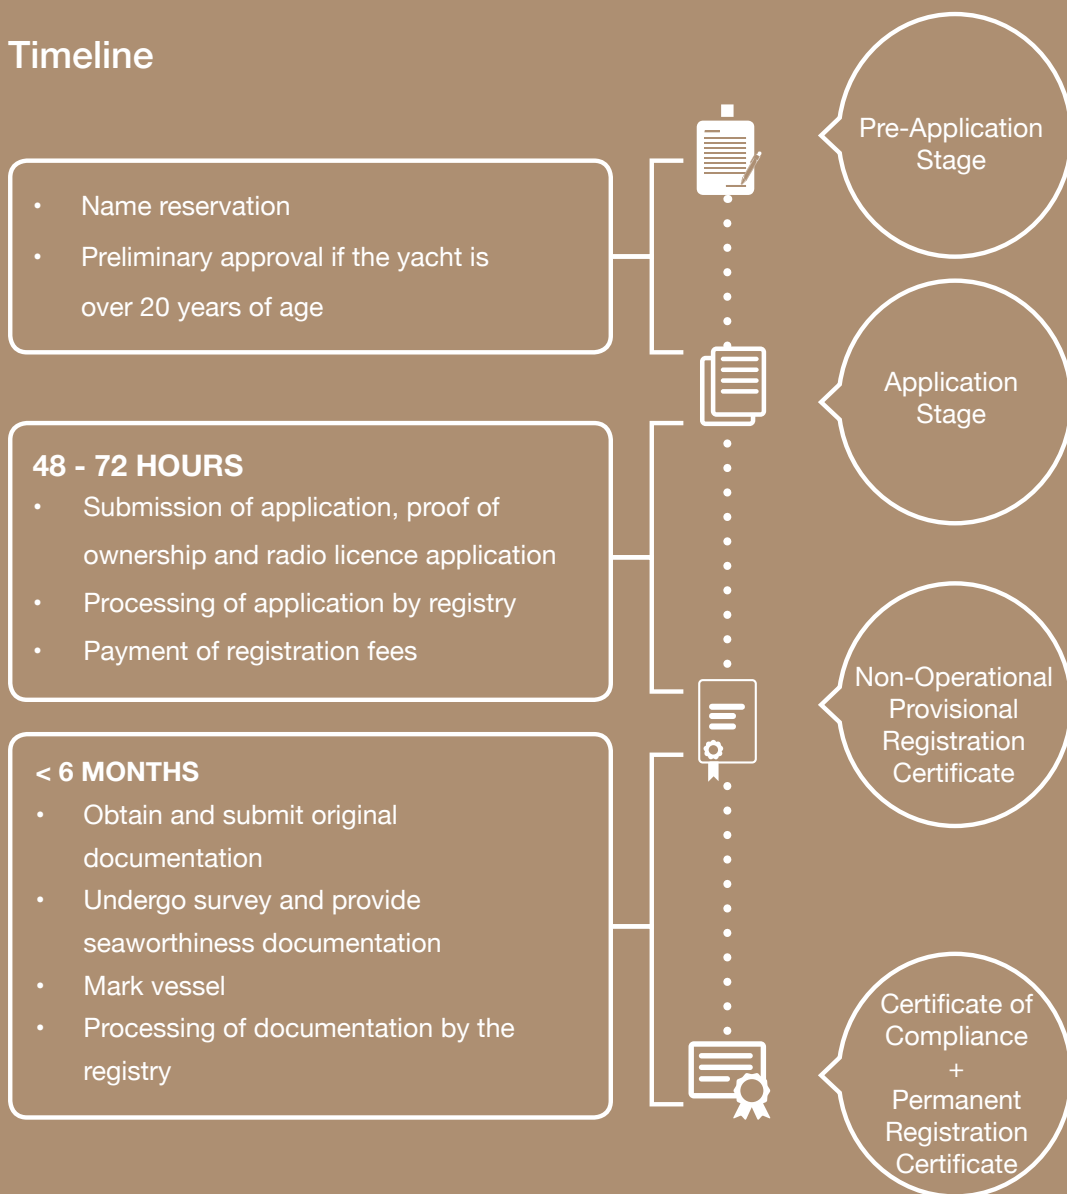 Timeline
Pre-Application
Stage
• Name reservation
• Preliminary approval if the yacht is
over 20 years of age
Application
Stage
48 - 72 HOURS
• Submission of application, proof of
ownership and radio licence application
• Processing of application by registry
• Payment of registration fees
Non-Operational
Provisional
Registration
Certificate
< 6 MONTHS
• Obtain and submit original
documentation
• Undergo survey and provide
seaworthiness documentation
• Mark vessel
• Processing of documentation by the
registry
Certificate of
Compliance
+
Permanent
Registration
Certificate